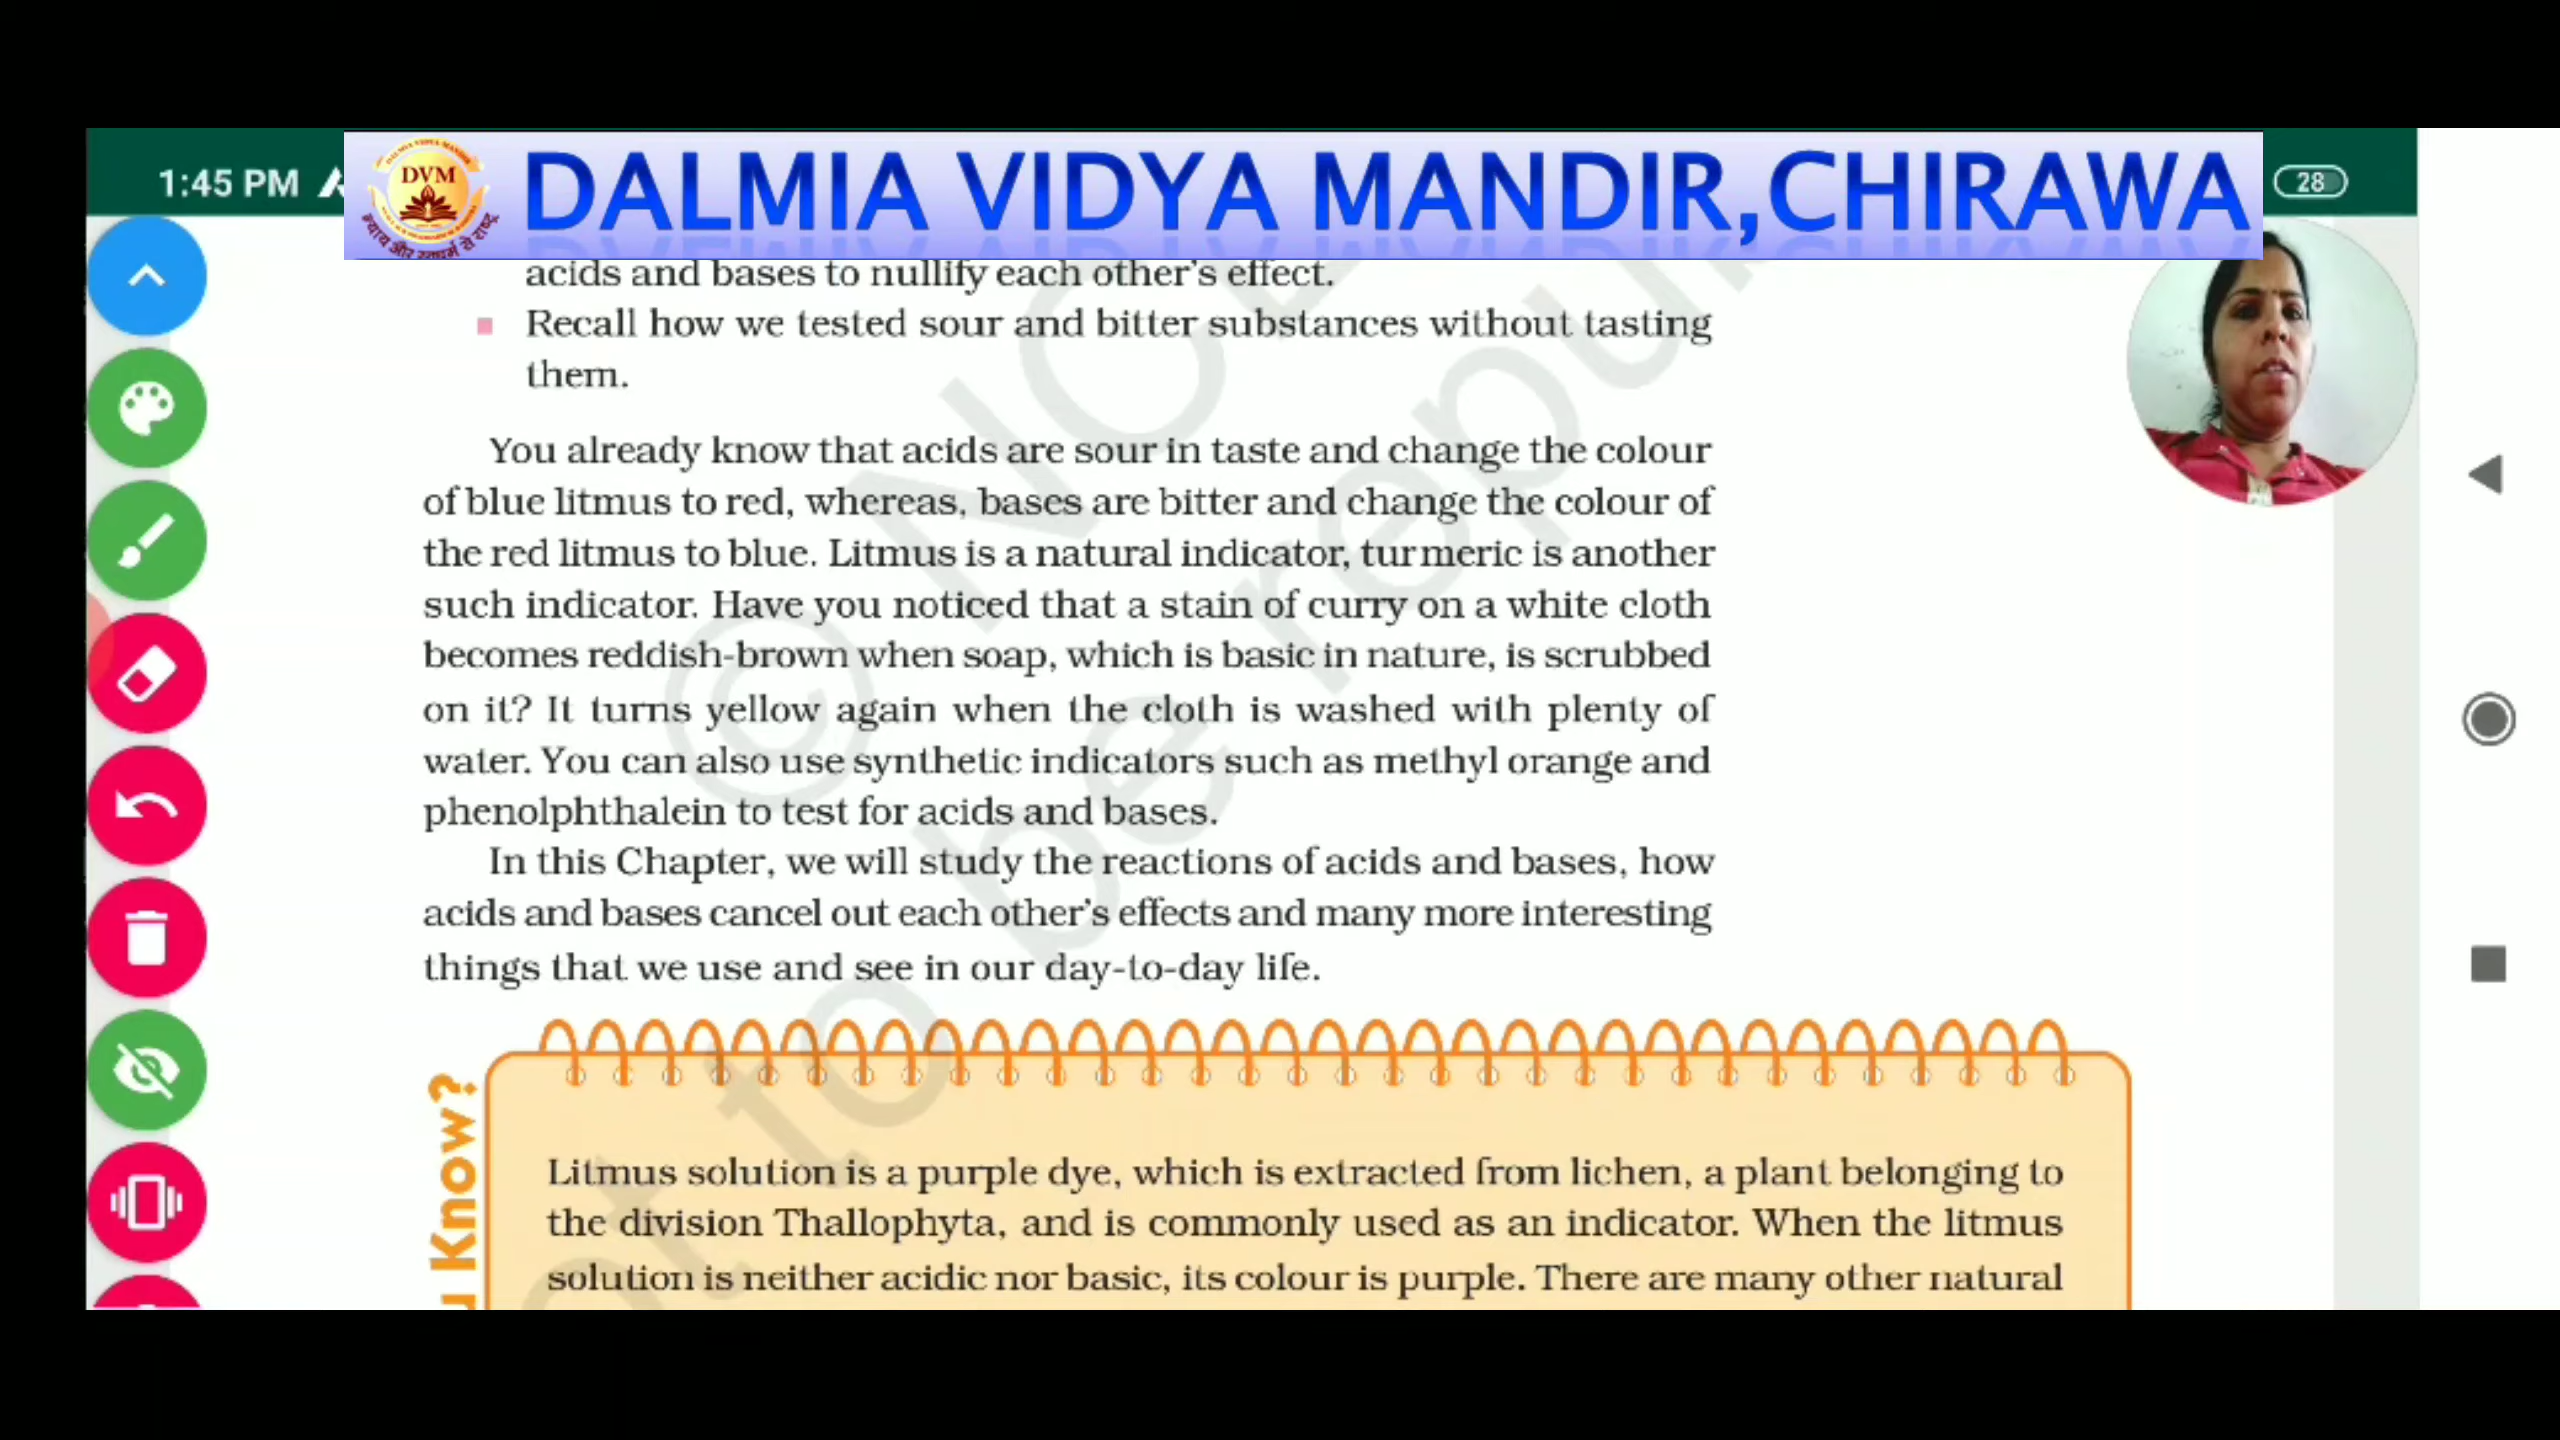 1:45 PM
DVM
DALMIA VIDYA MANDIR,CHIRAWA
28
acids and bases to nullify each other's effect.
Recall how we tested sour and bitter substances without tasting
them.
You already know that acids are sour in taste and change the colour
of blue litmus to red, whereas, bases are bitter and change the colour of
the red litmus to blue. Litmus is a natural indicator, turmeric is another
such indicator. Have you noticed that a stain of curry on a white cloth
becomes reddish-brown when soap, which is basic in nature, is scrubbed
on it? It turns yellow again when the cloth is washed with plenty of
water. You can also use synthetic indicators such as methyl orange and
phenolphthalein to test for acids and bases.
In this Chapter, we will study the reactions of acids and bases, how
acids and bases cancel out each other's effects and many more interesting
things that we use and see in our day-to-day life.
Know?
Litmus solution is a purple dye, which is extracted from lichen, a plant belonging to
the division Thallophyta, and is commonly used as an indicator. When the litmus
solution is neither acidic nor basic, its colour is purple. There are many other natural